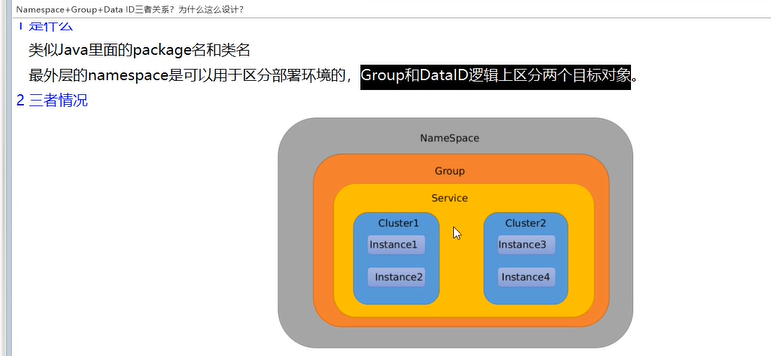 Namespace+Group+Data ID三者关系？为什么这么设计？
1 是什么
类似Java里面的package名和类名
最外层的namespace是可以用于区分部署环境的，Group和DataID逻辑上区分两个目标对象。
2 三者情况
NameSpace
Group
Service
Cluster1
Cluster2
Instance1
Instance3
Instance2
Instance4